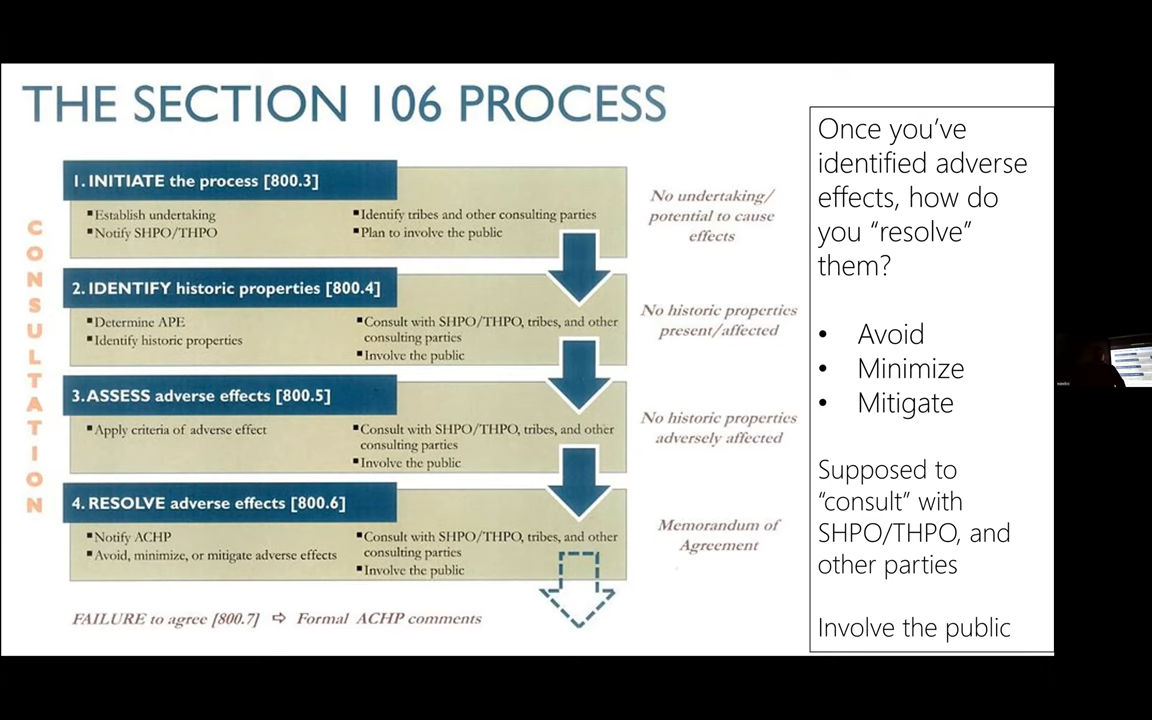 THE SECTION 106 PROCESS
CONSULTATION
1. INITIATE the process [800.3]
▪Establish undertaking
▪Notify SHPO/THPO
▪Identify tribes and other consulting parties
▪Plan to involve the public
No undertaking/
potential to cause
effects
2. IDENTIFY historic properties [800.4]
▪Determine APE
▪Identify historic properties
▪Consult with SHPO/THPO, tribes, and other
consulting parties
▪Involve the public
No historic properties
present/affected
3. ASSESS adverse effects [800.5]
▪Apply criteria of adverse effect
▪Consult with SHPO/THPO, tribes, and other
consulting parties
▪Involve the public
No historic properties
adversely affected
4. RESOLVE adverse effects [800.6]
▪Notify ACHP
▪Avoid, minimize, or mitigate adverse effects
▪Consult with SHPO/THPO, tribes, and other
consulting parties
▪Involve the public
Memorandum of
Agreement
FAILURE to agree [800.7] ⇨ Formal ACHP comments
Once you’ve
identified adverse
effects, how do
you “resolve”
them?
• Avoid
• Minimize
• Mitigate
Supposed to
“consult” with
SHPO/THPO, and
other parties
Involve the public